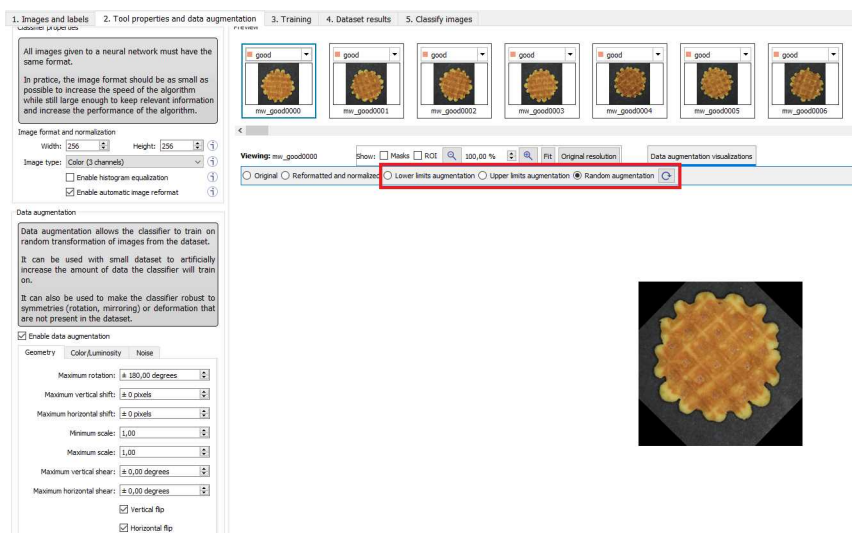 1. Images and labels 2. Tool properties and data augmentation 3. Training 4. Dataset results 5. Classify images
Classifier properties
All images given to a neural network must have the
same format.
In pratice, the image format should be as small as
possible to increase the speed of the algorithm
while still large enough to keep relevant information
and increase the performance of the algorithm.
Image format and normalization
Width: 256 Height: 256
Image type: Color (3 channels)
Enable histogram equalization
Enable automatic image reformat
Data augmentation
Data augmentation allows the classifier to train on
random transformation of images from the dataset.
It can be used with small dataset to artificially
increase the amount of data the classifier will train
on.
It can also be used to make the classifier robust to
symmetries (rotation, mirroring) or deformation that
are not present in the dataset.
Enable data augmentation
Geometry Color/Luminosity Noise
Maximum rotation: ± 180,00 degrees
Maximum vertical shift: ± 0 pixels
Maximum horizontal shift: ± 0 pixels
Minimum scale: 1,00
Maximum scale: 1,00
Maximum vertical shear: ± 0,00 degrees
Maximum horizontal shear: ± 0,00 degrees
Vertical flip
Horizontal flip
Preview
good good good good good good good
mw_good0000 mw_good0001 mw_good0002 mw_good0003 mw_good0004 mw_good0005 mw_good0006
Viewing: mw_good0000 Show: Masks ROI 100,00 % Fit Original resolution Data augmentation visualizations
Original Reformatted and normalized Lower limits augmentation Upper limits augmentation Random augmentation